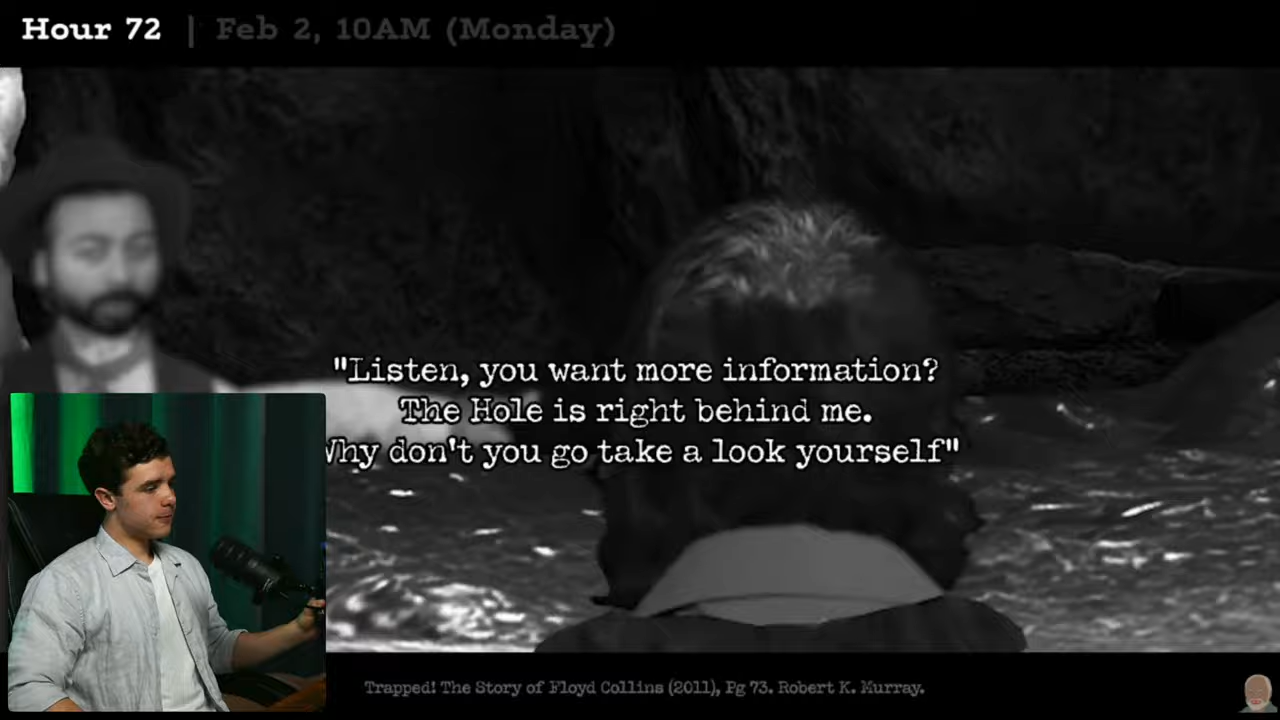 Hour 72 | Feb 2, 10AM (Monday)
"Listen, you want more information?
The Hole is right behind me.
Why don't you go take a look yourself"
Trapped! The Story of Floyd Collins (2011), Pg 73. Robert K. Murray.